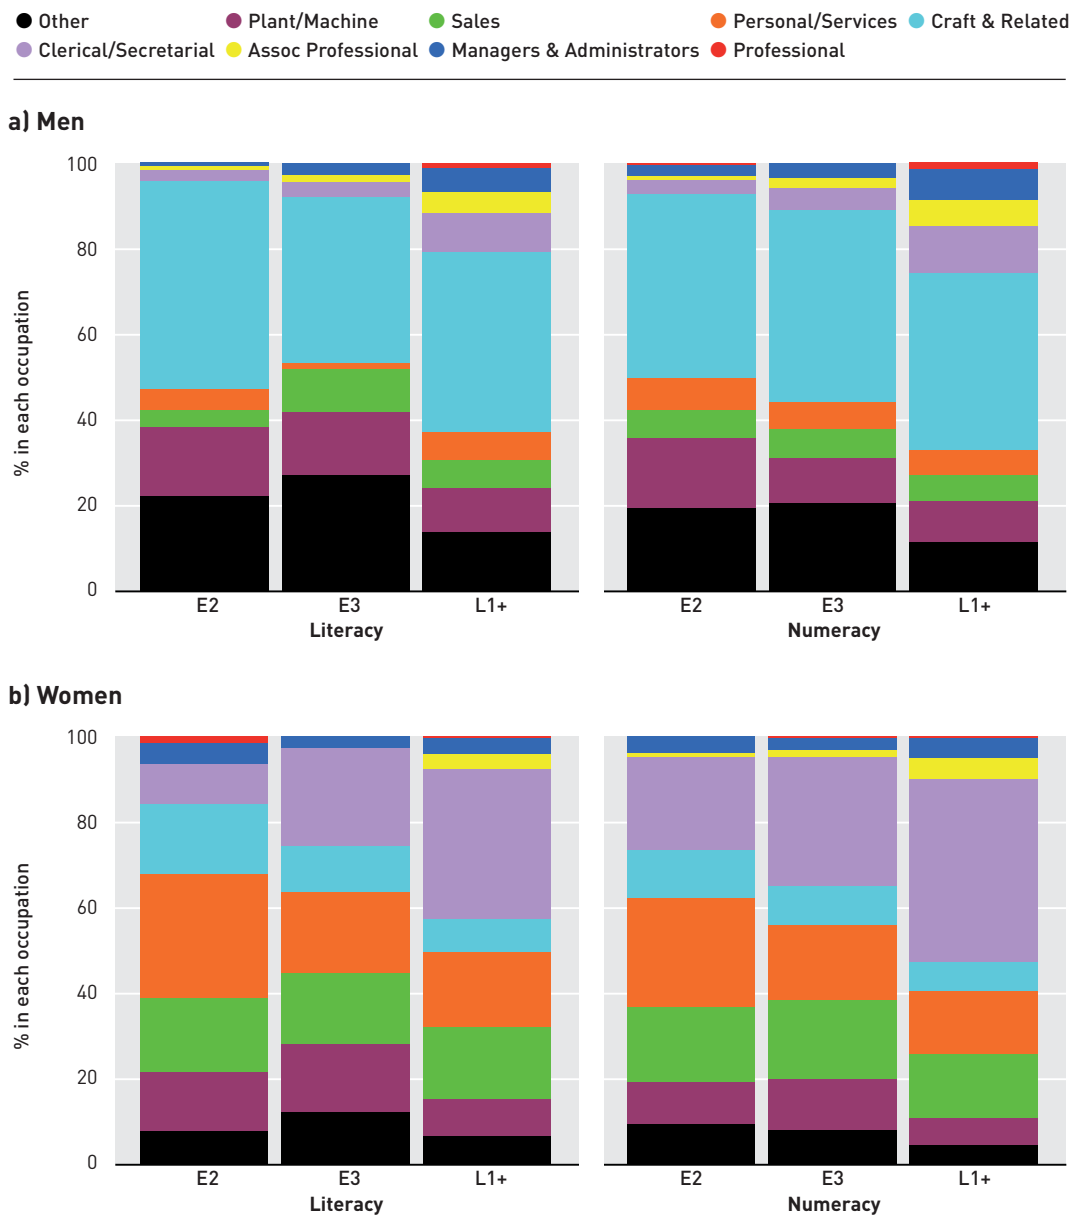 Other Plant/Machine Sales Personal/Services Craft & Related
Clerical/Secretarial Assoc Professional Managers & Administrators Professional
a) Men
% in each occupation
100
80
60
40
20
0
E2 E3 L1+ E2 E3 L1+
Literacy Numeracy
b) Women
% in each occupation
100
80
60
40
20
0
E2 E3 L1+ E2 E3 L1+
Literacy Numeracy